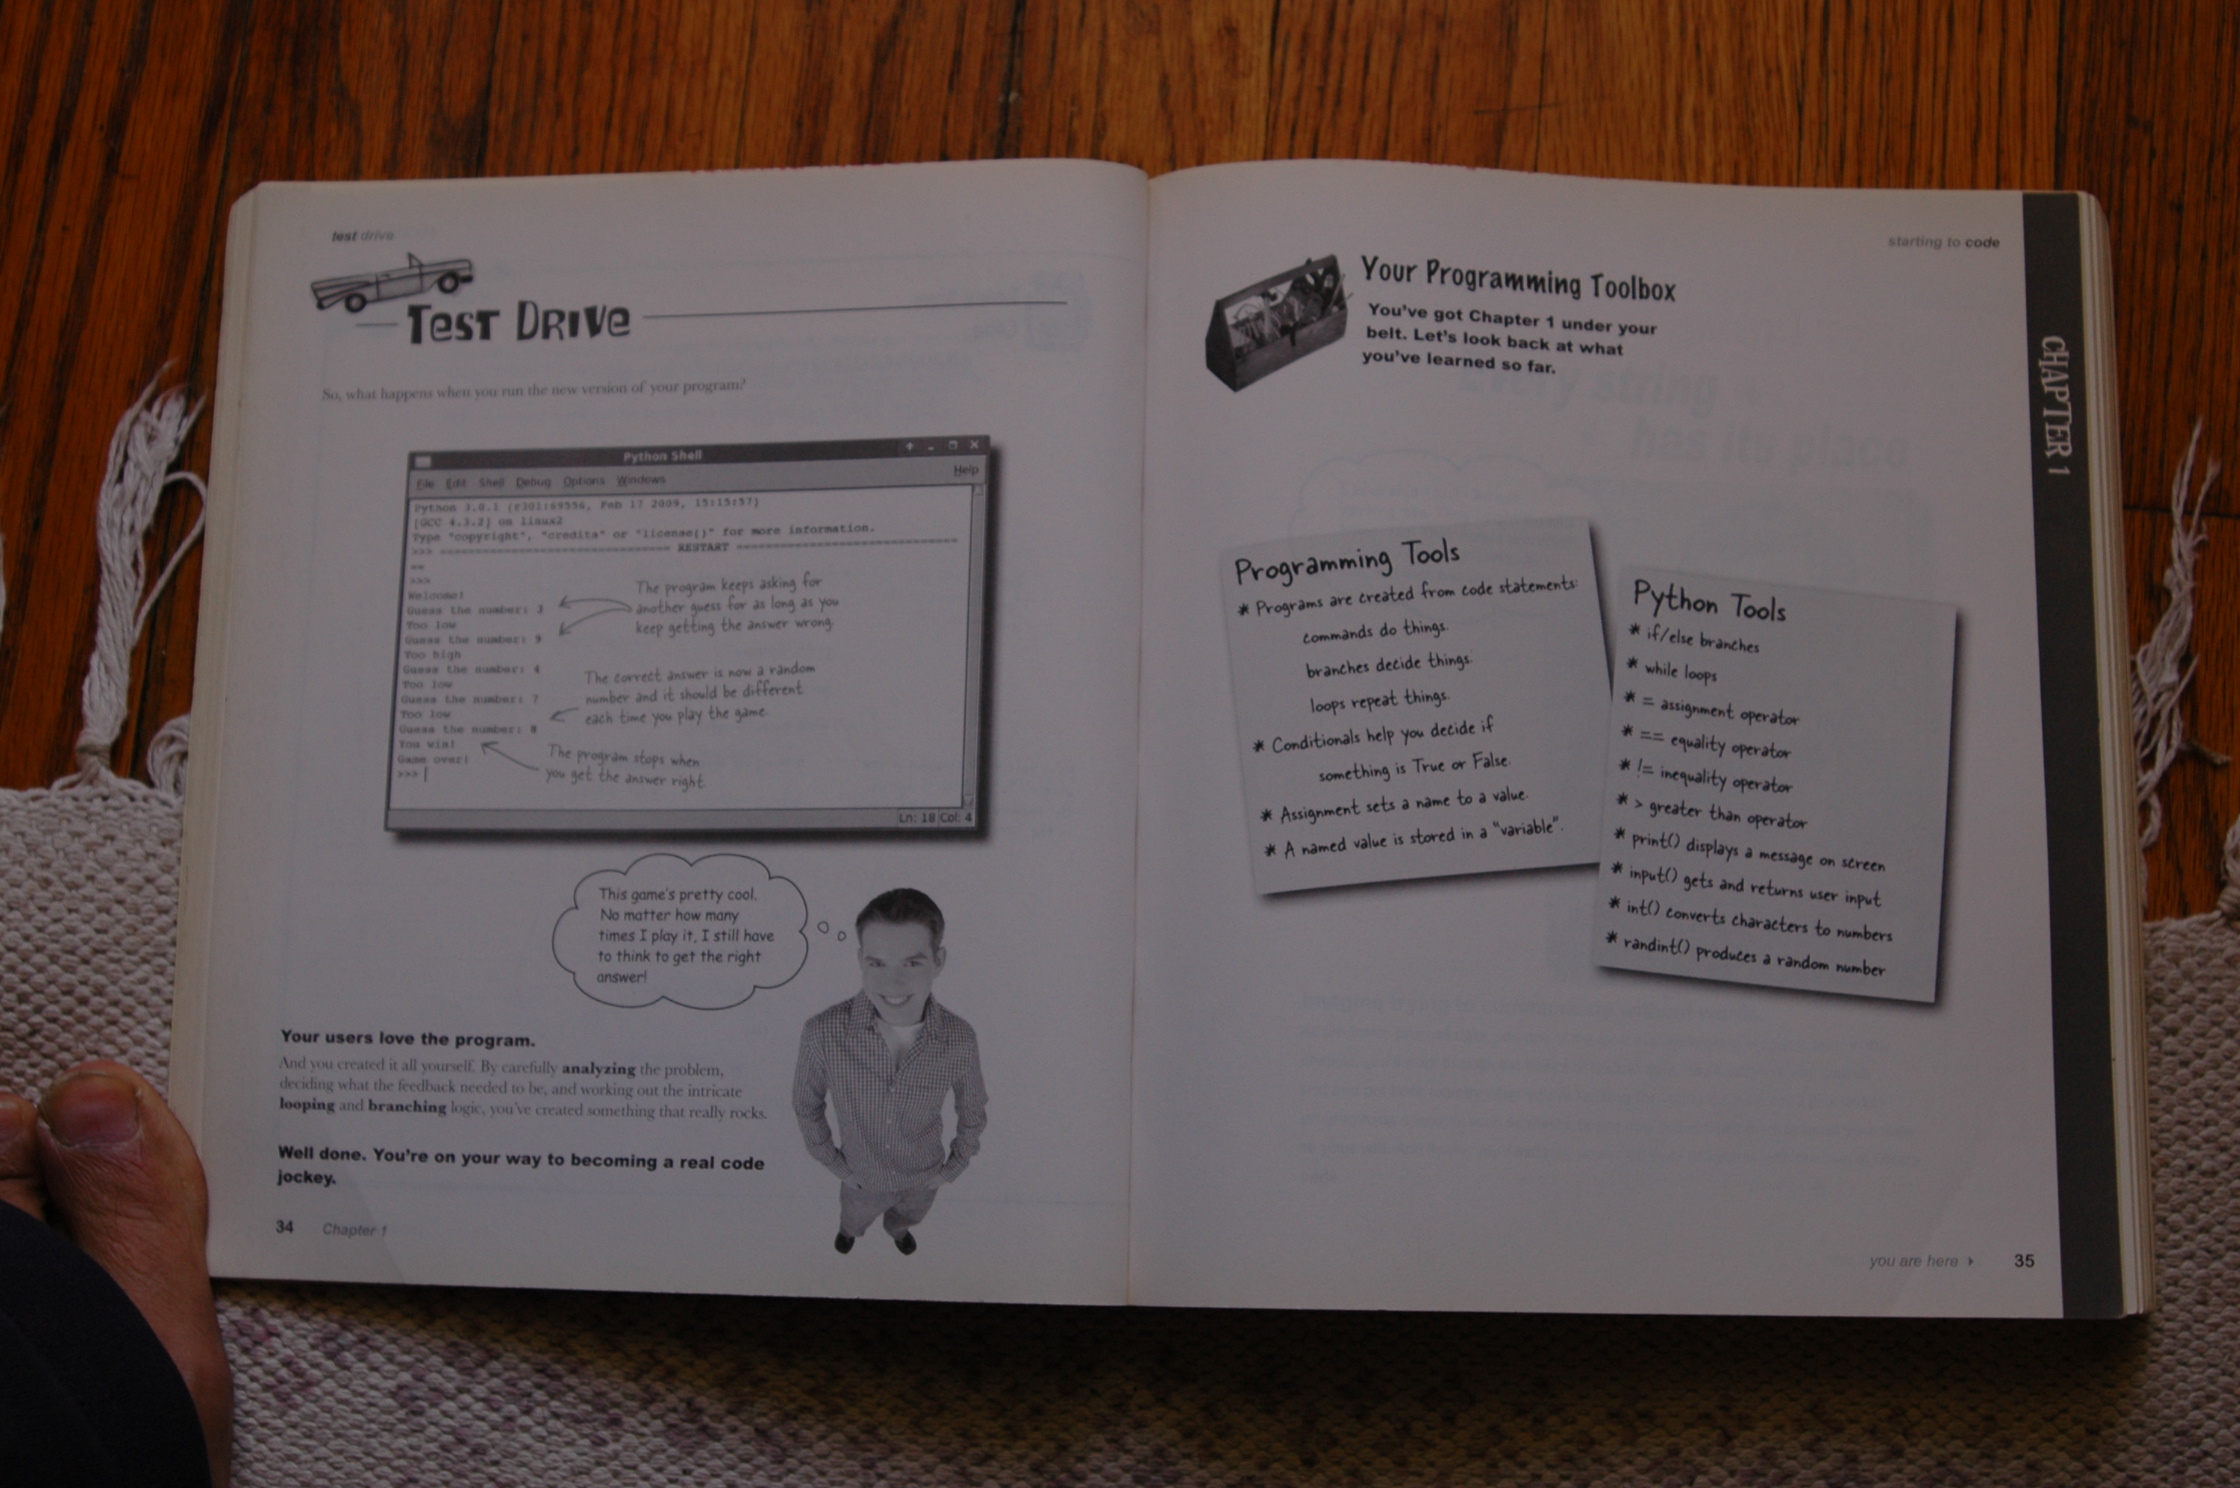 test drive
TEST DRIVE
So, what happens when you run the new version of your program?
Python Shell
File Edit Shell Debug Options Windows
Help
Python 3.0.1 (r301:69556, Feb 17 2009, 15:15:57)
[GCC 4.3.2] on linux2
Type "copyright", "credits" or "license()" for more information.
>>> ================================ RESTART ================================
>>>
Welcome!
Guess the number: 3
Too low
Guess the number: 9
Too high
Guess the number: 4
Too low
Guess the number: 7
Too low
Guess the number: 8
You win!
Game over!
>>>
The program keeps asking for
another guess for as long as you
keep getting the answer wrong.
The correct answer is now a random
number and it should be different
each time you play the game.
The program stops when
you get the answer right.
Ln: 18 Col: 4
This game's pretty cool.
No matter how many
times I play it, I still have
to think to get the right
answer!
Your users love the program.
And you created it all yourself. By carefully analyzing the problem,
deciding what the feedback needed to be, and working out the intricate
looping and branching logic, you've created something that really rocks.
Well done. You're on your way to becoming a real code
jockey.
34 Chapter 1
starting to code
CHAPTER 1
Your Programming Toolbox
You've got Chapter 1 under your
belt. Let's look back at what
you've learned so far.
Programming Tools
* Programs are created from code statements:
commands do things.
branches decide things.
loops repeat things.
* Conditionals help you decide if
something is True or False.
* Assignment sets a name to a value.
* A named value is stored in a "variable".
Python Tools
* if/else branches
* while loops
* = assignment operator
* == equality operator
* != inequality operator
* > greater than operator
* print() displays a message on screen
* input() gets and returns user input
* int() converts characters to numbers
* randint() produces a random number
you are here ▸ 35